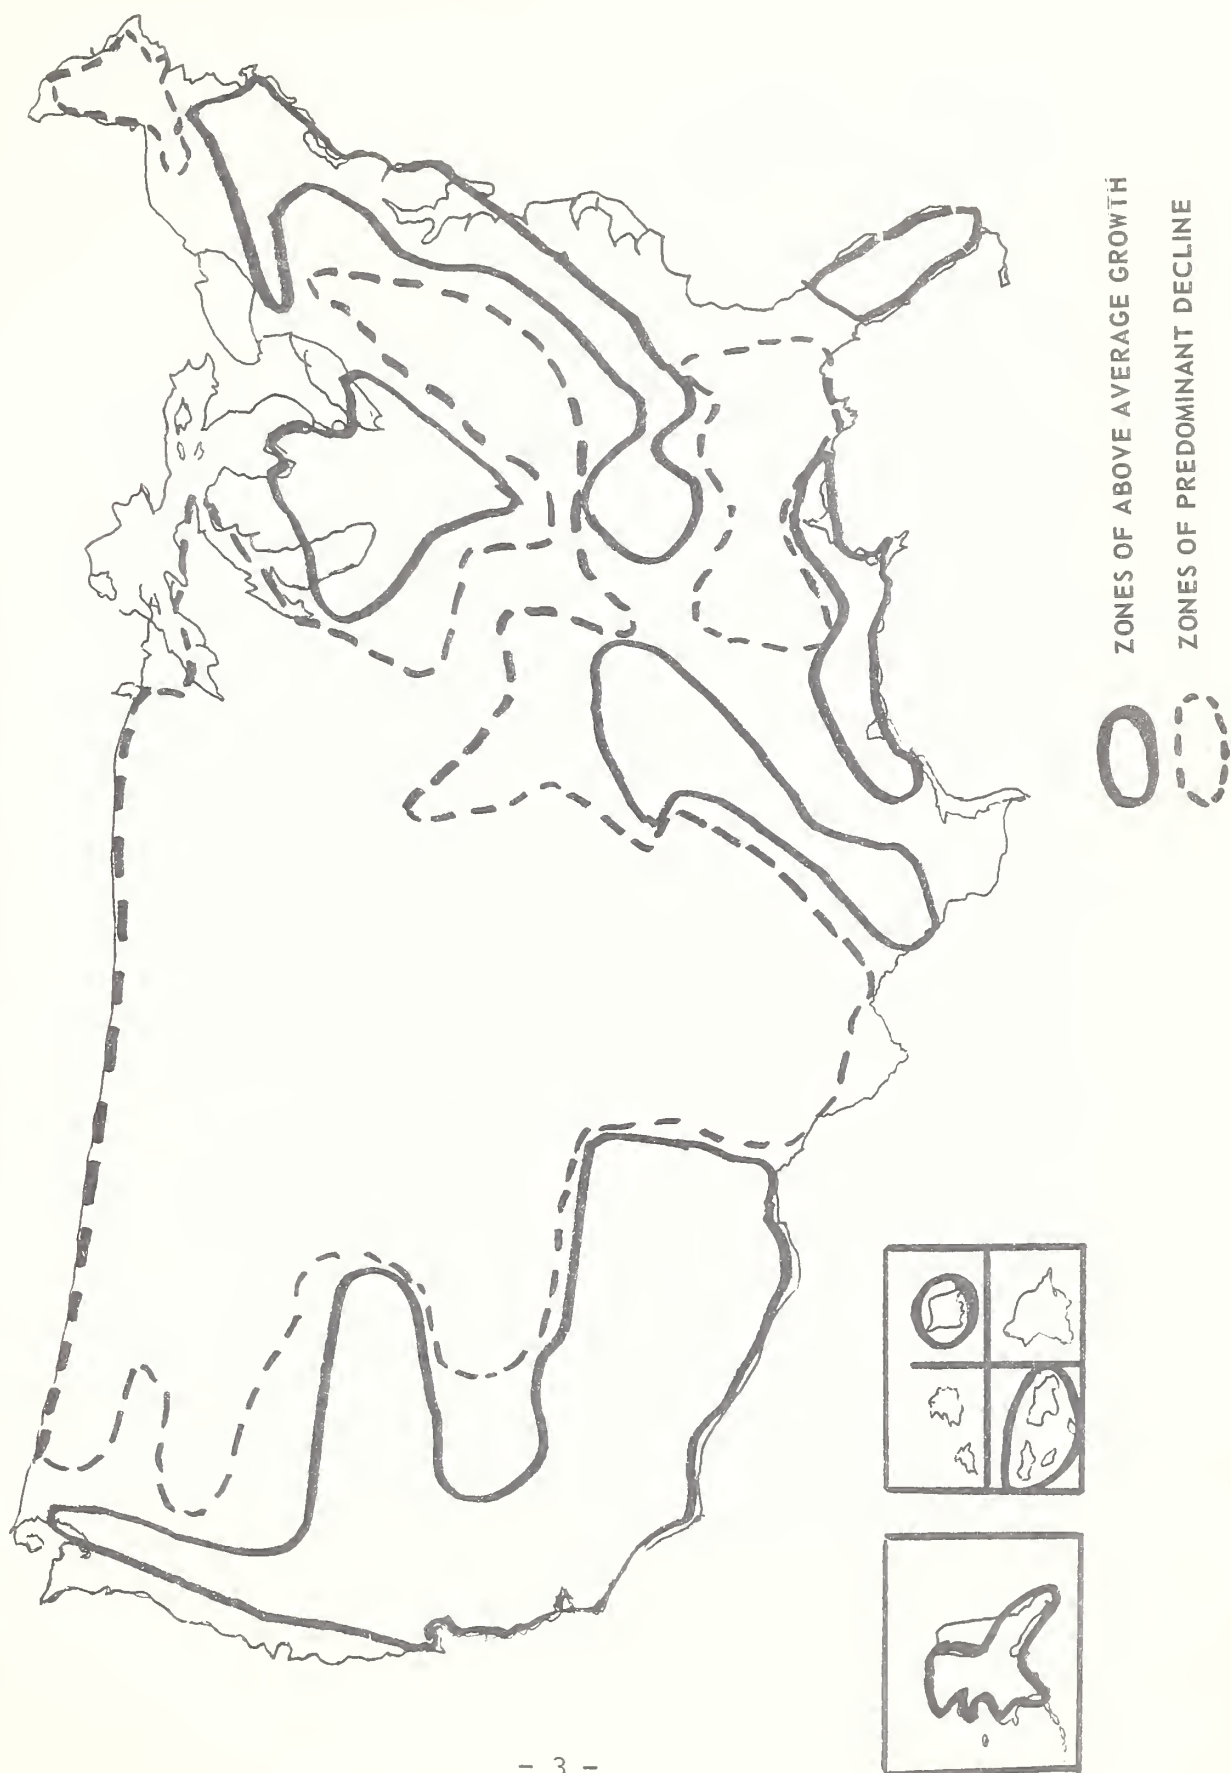 ZONES OF ABOVE AVERAGE GROWTH
ZONES OF PREDOMINANT DECLINE
- 3 -